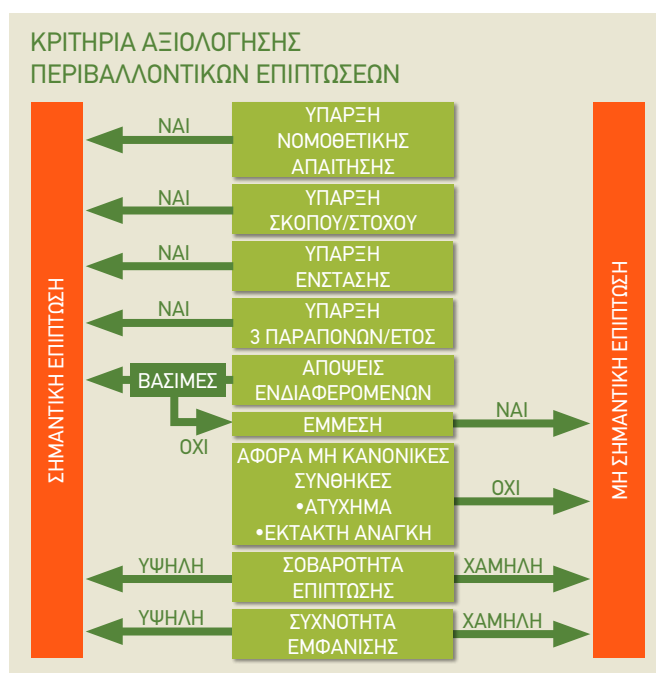 ΚΡΙΤΗΡΙΑ ΑΞΙΟΛΟΓΗΣΗΣ
ΠΕΡΙΒΑΛΛΟΝΤΙΚΩΝ ΕΠΙΠΤΩΣΕΩΝ
ΣΗΜΑΝΤΙΚΗ ΕΠΙΠΤΩΣΗ
ΝΑΙ
ΥΠΑΡΞΗ
ΝΟΜΟΘΕΤΙΚΗΣ
ΑΠΑΙΤΗΣΗΣ
ΝΑΙ
ΥΠΑΡΞΗ
ΣΚΟΠΟΥ/ΣΤΟΧΟΥ
ΝΑΙ
ΥΠΑΡΞΗ
ΕΝΣΤΑΣΗΣ
ΝΑΙ
ΥΠΑΡΞΗ
3 ΠΑΡΑΠΟΝΩΝ/ΕΤΟΣ
ΒΑΣΙΜΕΣ
ΑΠΟΨΕΙΣ
ΕΝΔΙΑΦΕΡΟΜΕΝΩΝ
ΟΧΙ
ΕΜΜΕΣΗ
ΝΑΙ
ΑΦΟΡΑ ΜΗ ΚΑΝΟΝΙΚΕΣ
ΣΥΝΘΗΚΕΣ
•ΑΤΥΧΗΜΑ
•ΕΚΤΑΚΤΗ ΑΝΑΓΚΗ
ΟΧΙ
ΥΨΗΛΗ
ΣΟΒΑΡΟΤΗΤΑ
ΕΠΙΠΤΩΣΗΣ
ΧΑΜΗΛΗ
ΥΨΗΛΗ
ΣΥΧΝΟΤΗΤΑ
ΕΜΦΑΝΙΣΗΣ
ΧΑΜΗΛΗ
ΜΗ ΣΗΜΑΝΤΙΚΗ ΕΠΙΠΤΩΣΗ